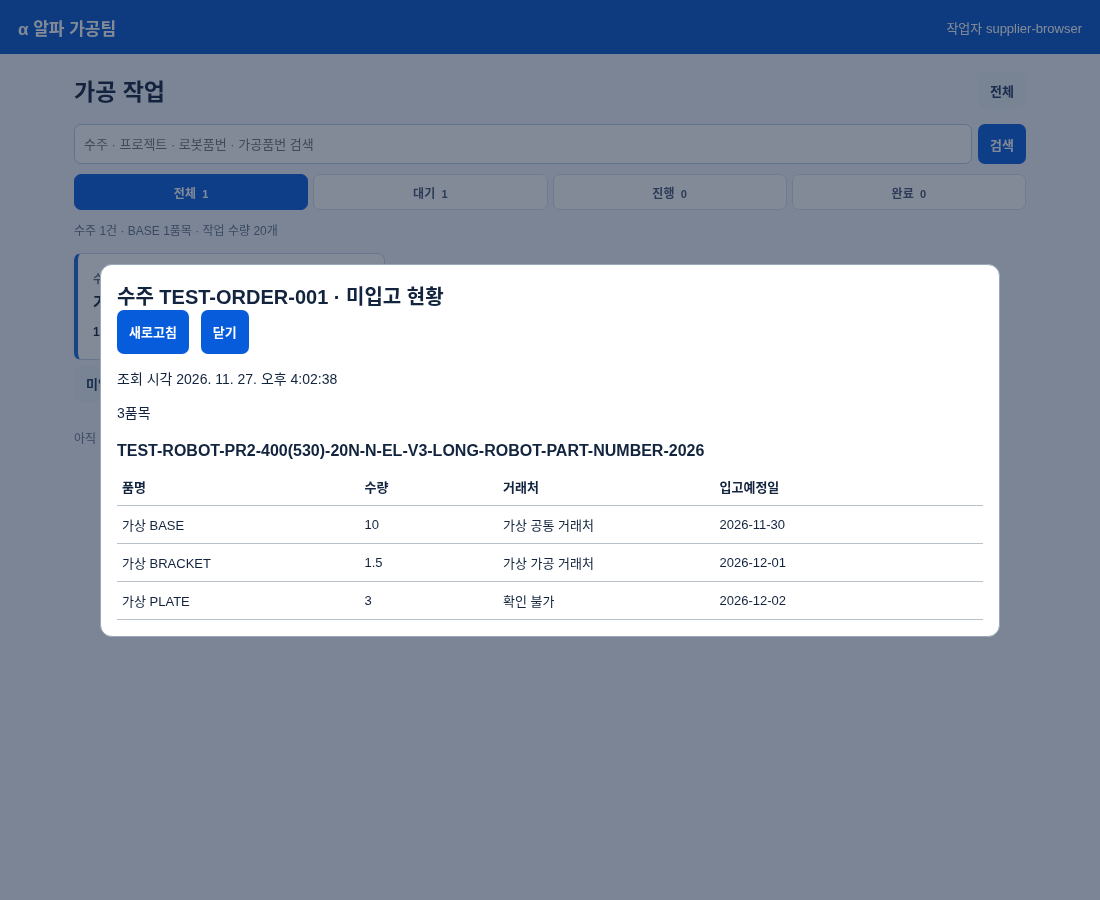 α 알파 가공팀
작업자 supplier-browser
가공 작업
전체
수주 · 프로젝트 · 로봇품번 · 가공품번 검색
검색
전체 1
대기 1
진행 0
완료 0
수주 1건 · BASE 1품목 · 작업 수량 20개
수주 TEST-ORDER-001 · 미입고 현황
새로고침
닫기
조회 시각 2026. 11. 27. 오후 4:02:38
3품목
TEST-ROBOT-PR2-400(530)-20N-N-EL-V3-LONG-ROBOT-PART-NUMBER-2026
품명 수량 거래처 입고예정일
가상 BASE 10 가상 공통 거래처 2026-11-30
가상 BRACKET 1.5 가상 가공 거래처 2026-12-01
가상 PLATE 3 확인 불가 2026-12-02
아직